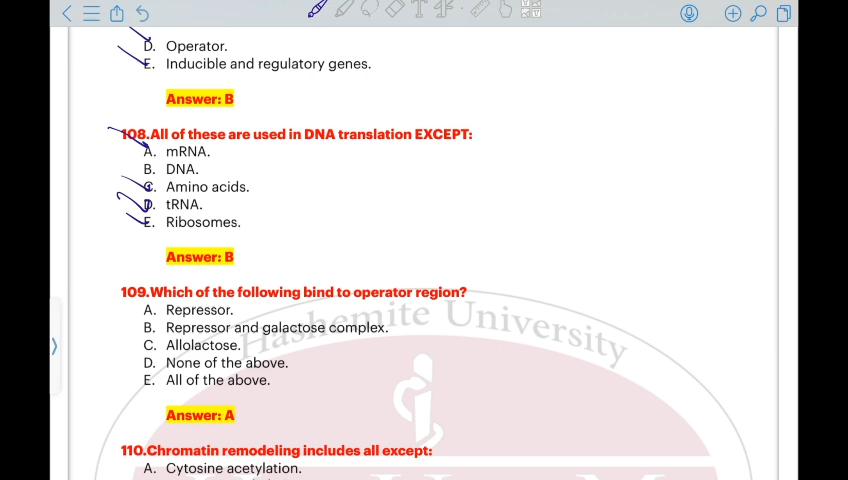 D. Operator.
E. Inducible and regulatory genes.
Answer: B
108.All of these are used in DNA translation EXCEPT:
A. mRNA.
B. DNA.
C. Amino acids.
D. tRNA.
E. Ribosomes.
Answer: B
109.Which of the following bind to operator region?
A. Repressor.
B. Repressor and galactose complex.
C. Allolactose.
D. None of the above.
E. All of the above.
Hashemite University
Answer: A
110.Chromatin remodeling includes all except:
A. Cytosine acetylation.